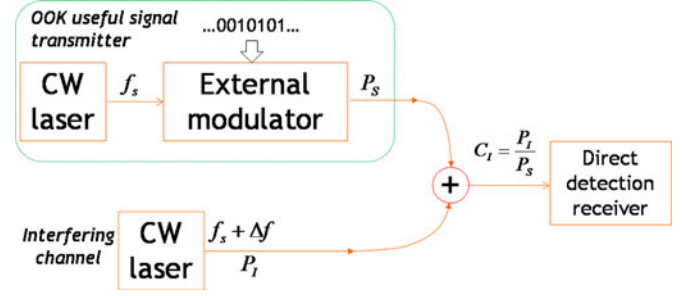 OOK useful signal
transmitter
...0010101...
CW
laser
f_s
External
modulator
P_S
C_I = P_I / P_S
Direct
detection
receiver
+
Interfering
channel
CW
laser
f_s + Δf
P_I